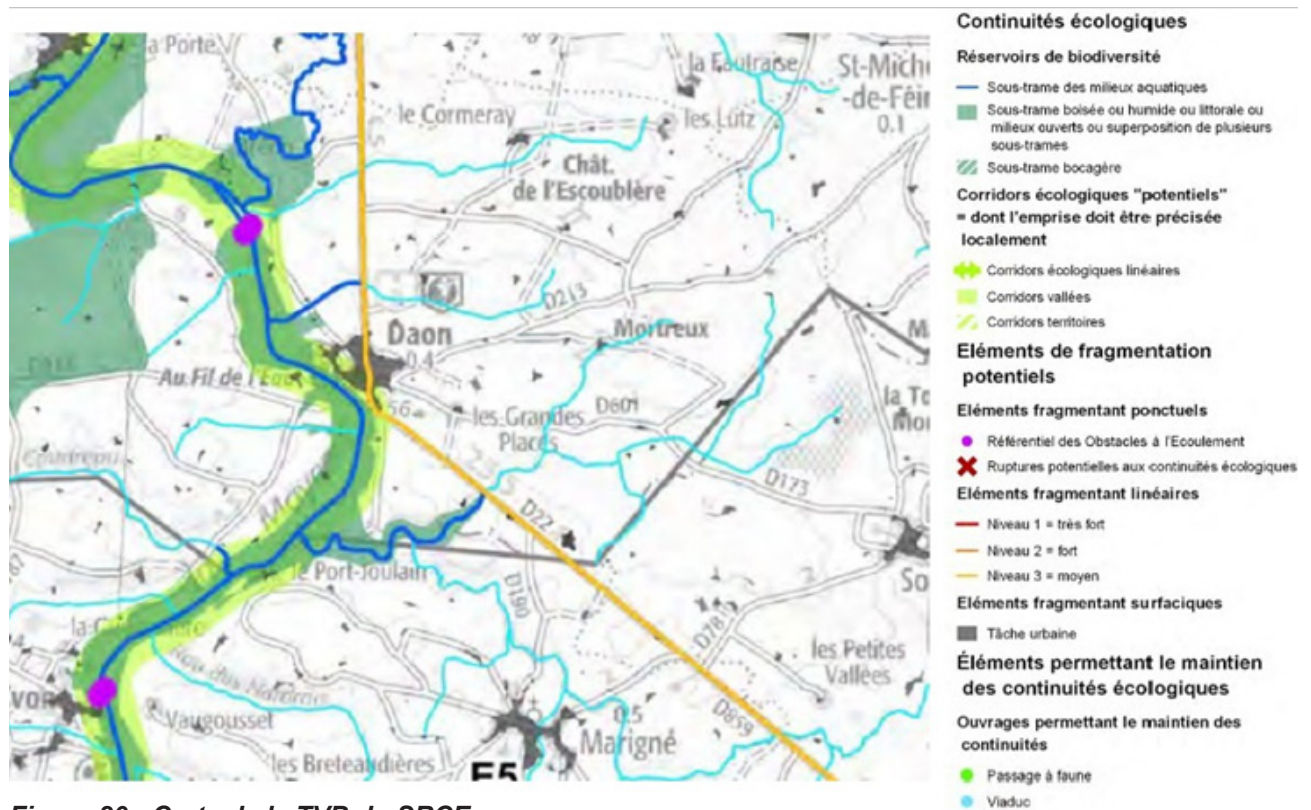 a Porte
la Faulraise
St-Mich
-de-Féin
0.1
le Cormeray
les Lutz
Chât.
de l'Escoublère
D213
Daon
0.4
Mortreux
Au Fil de l'Eau
56
les Grandes
Places
D601
D173
D22
le Port-Joulain
D190
D78
D859
So
les Petites
Vallées
Vaugousset
0.5
Marigné
les Breteaudières
E5
Continuités écologiques
Réservoirs de biodiversité
Sous-trame des milieux aquatiques
Sous-trame boisée ou humide ou littorale ou
milieux ouverts ou superposition de plusieurs
sous-trames
Sous-trame bocagère
Corridors écologiques "potentiels"
= dont l'emprise doit être précisée
localement
Corridors écologiques linéaires
Corridors vallées
Corridors territoires
Eléments de fragmentation
potentiels
Eléments fragmentant ponctuels
Référentiel des Obstacles à l'Ecoulement
Ruptures potentielles aux continuités écologiques
Eléments fragmentant linéaires
Niveau 1 = très fort
Niveau 2 = fort
Niveau 3 = moyen
Eléments fragmentant surfaciques
Tâche urbaine
Éléments permettant le maintien
des continuités écologiques
Ouvrages permettant le maintien des
continuités
Passage à faune
Viaduc